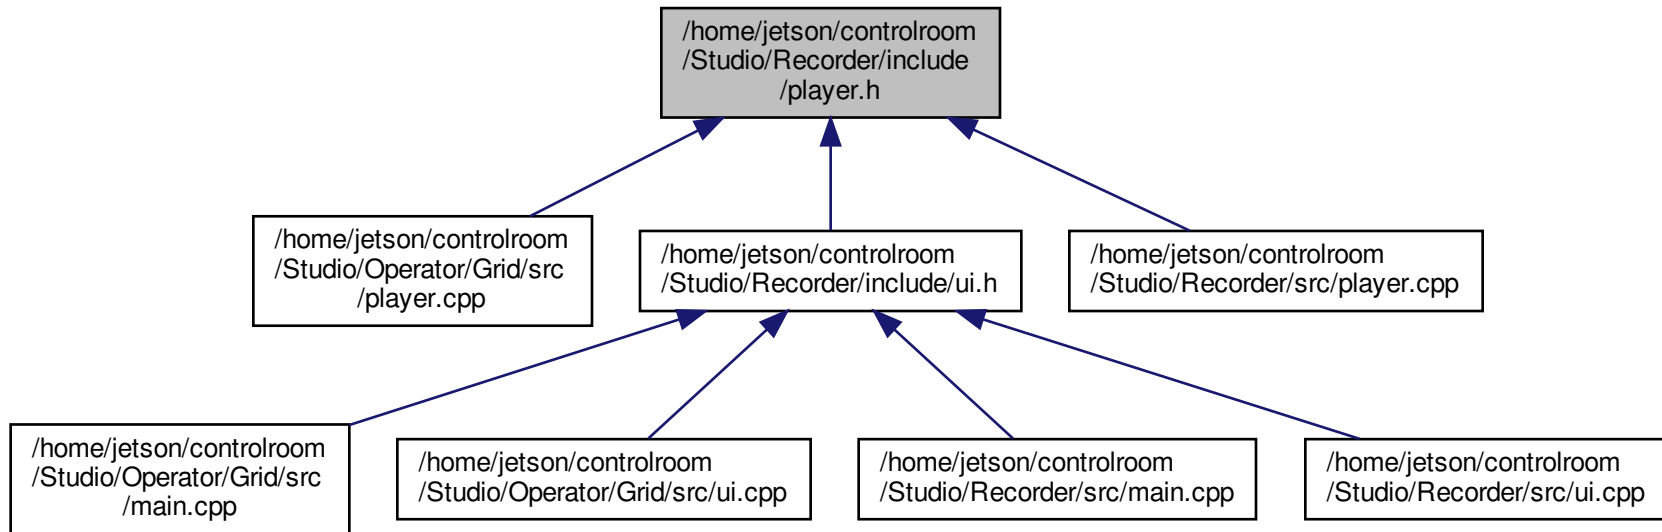 /home/jetson/controlroom
/Studio/Recorder/include
/player.h
/home/jetson/controlroom
/Studio/Operator/Grid/src
/player.cpp
/home/jetson/controlroom
/Studio/Recorder/include/ui.h
/home/jetson/controlroom
/Studio/Recorder/src/player.cpp
/home/jetson/controlroom
/Studio/Operator/Grid/src
/main.cpp
/home/jetson/controlroom
/Studio/Operator/Grid/src/ui.cpp
/home/jetson/controlroom
/Studio/Recorder/src/main.cpp
/home/jetson/controlroom
/Studio/Recorder/src/ui.cpp